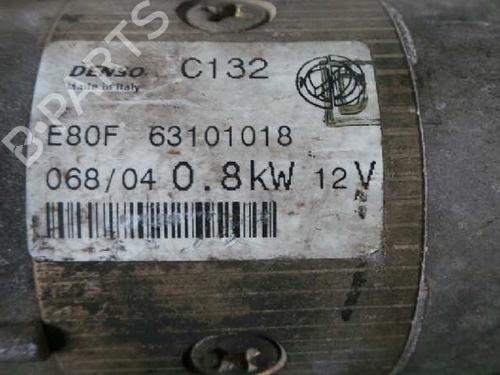 DENSO C132
Made in Italy
E80F 63101018
068/04 0.8kW 12V
B-PARTS